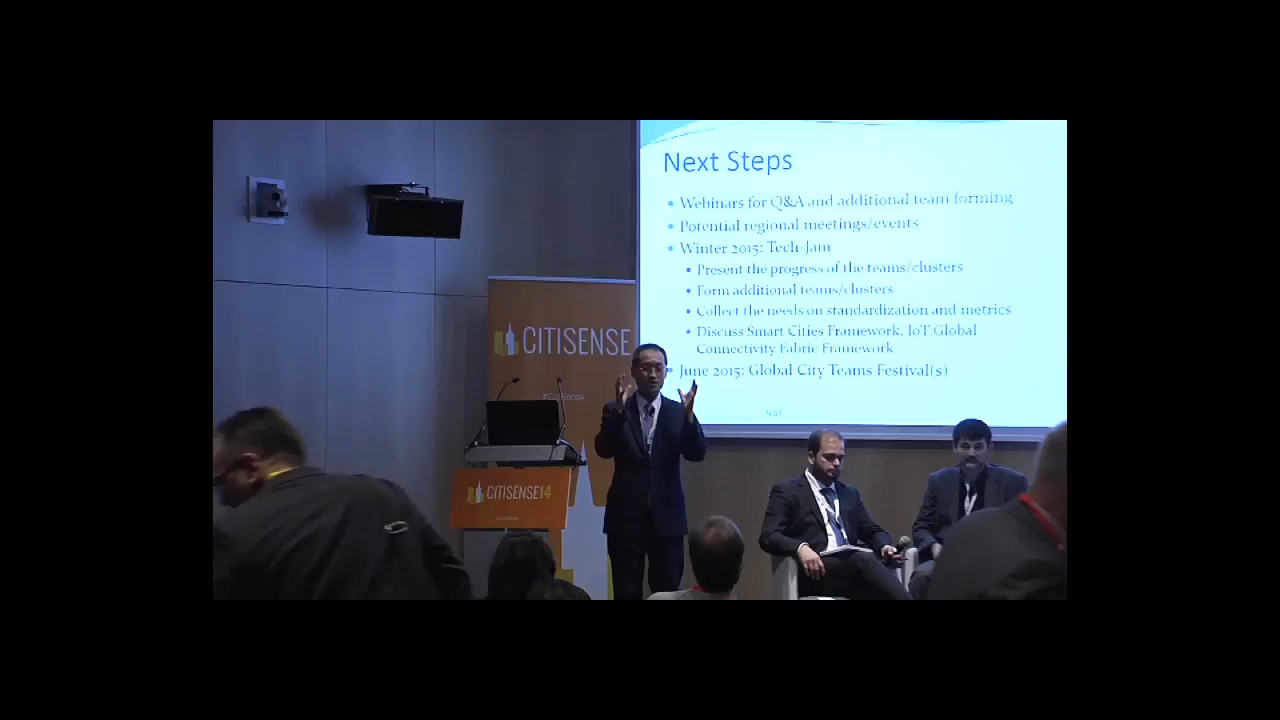 Next Steps
• Webinars for Q&A and additional team forming
• Potential regional meetings/events
• Winter 2015: Tech-Jam
• Present the progress of the teams/clusters
• Form additional teams/clusters
• Collect the needs on standardization and metrics
• Discuss Smart Cities Framework, IoT Global
Connectivity Fabric Framework
• June 2015: Global City Teams Festival(s)
NIST
CITISENSE
#CitiSense
CITISENSE14